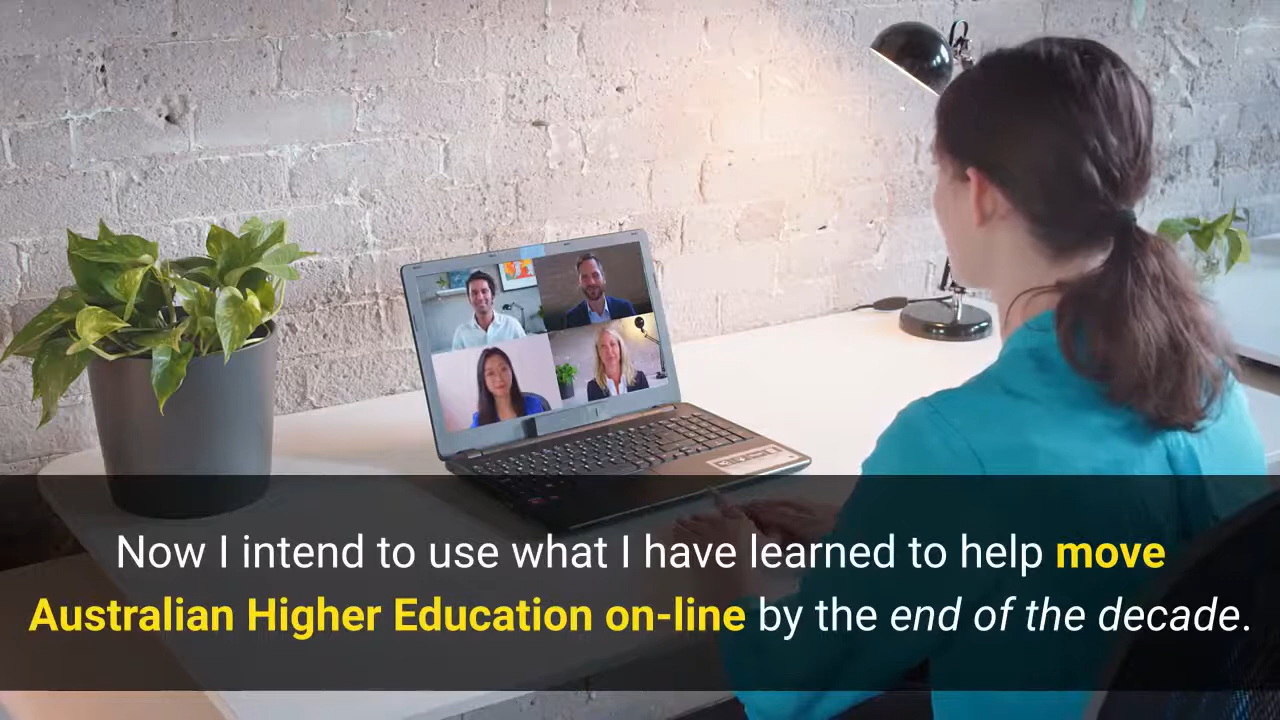 Now I intend to use what I have learned to help move
Australian Higher Education on-line by the end of the decade.